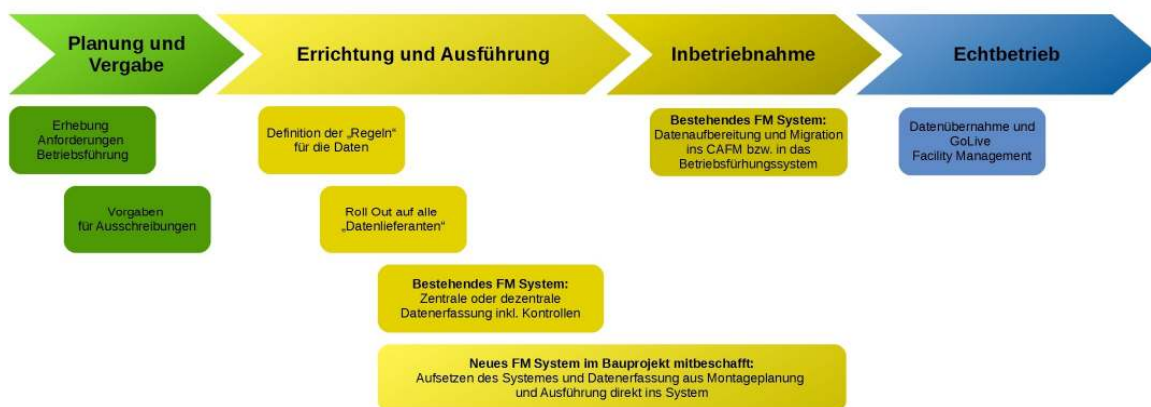 Planung und
Vergabe
Errichtung und Ausführung
Inbetriebnahme
Echtbetrieb
Erhebung
Anforderungen
Betriebsführung
Definition der „Regeln“
für die Daten
Bestehendes FM System:
Datenaufbereitung und Migration
ins CAFM bzw. in das
Betriebsfürhungssystem
Datenübernahme und
GoLive
Facility Management
Vorgaben
für Ausschreibungen
Roll Out auf alle
„Datenlieferanten“
Bestehendes FM System:
Zentrale oder dezentrale
Datenerfassung inkl. Kontrollen
Neues FM System im Bauprojekt mitbeschafft:
Aufsetzen des Systemes und Datenerfassung aus Montageplanung
und Ausführung direkt ins System